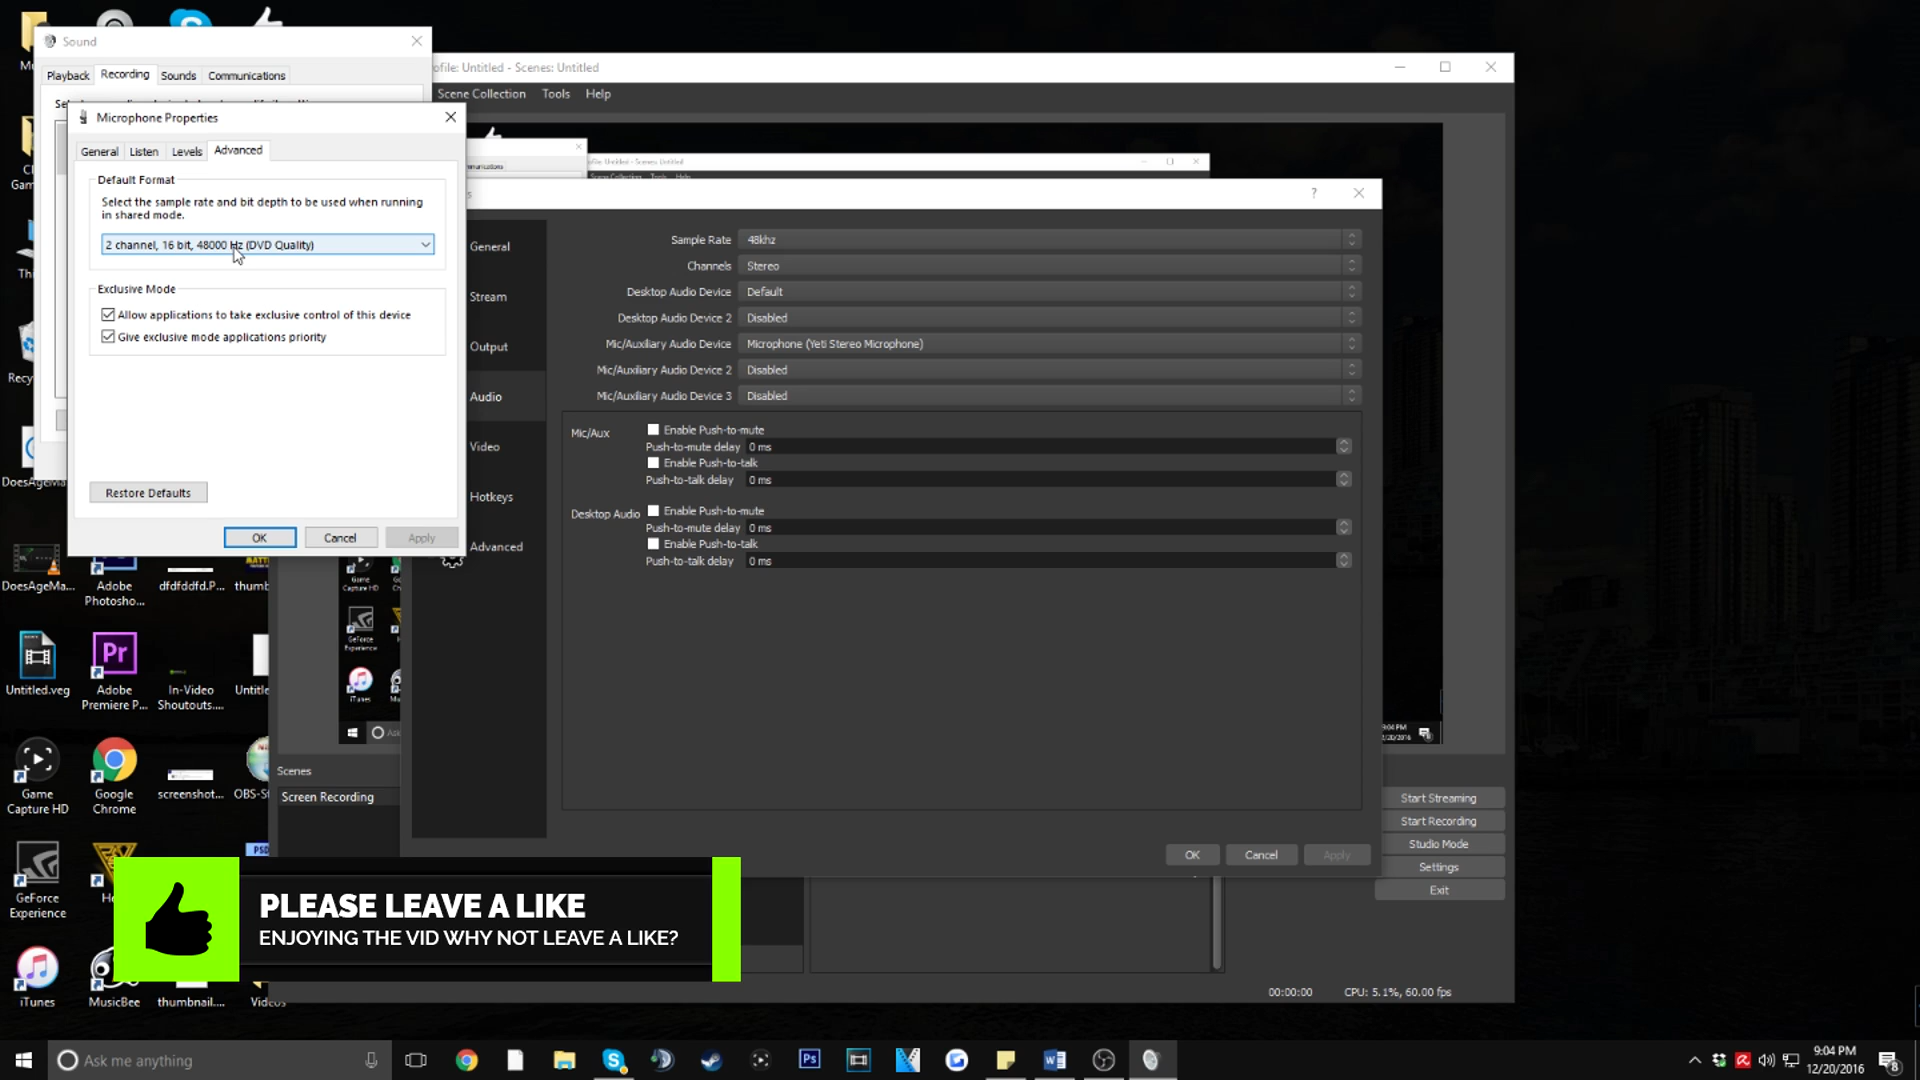 Sound
Playback
Recording
Sounds
Communications
Microphone Properties
General
Listen
Levels
Advanced
Default Format
Select the sample rate and bit depth to be used when running
in shared mode.
2 channel, 16 bit, 48000 Hz (DVD Quality)
Exclusive Mode
Allow applications to take exclusive control of this device
Give exclusive mode applications priority
Restore Defaults
OK
Cancel
Apply
ofile: Untitled - Scenes: Untitled
Scene Collection
Tools
Help
General
Stream
Output
Audio
Video
Hotkeys
Advanced
Sample Rate 48khz
Channels Stereo
Desktop Audio Device Default
Desktop Audio Device 2 Disabled
Mic/Auxiliary Audio Device Microphone (Yeti Stereo Microphone)
Mic/Auxiliary Audio Device 2 Disabled
Mic/Auxiliary Audio Device 3 Disabled
Mic/Aux
Enable Push-to-mute
Push-to-mute delay 0 ms
Enable Push-to-talk
Push-to-talk delay 0 ms
Desktop Audio
Enable Push-to-mute
Push-to-mute delay 0 ms
Enable Push-to-talk
Push-to-talk delay 0 ms
OK
Cancel
Apply
Start Streaming
Start Recording
Studio Mode
Settings
Exit
00:00:00
CPU: 5.1%, 60.00 fps
Scenes
Screen Recording
DoesAgeMa...
Adobe
Photosho...
dfdfddfd.P...
thumb
Untitled.veg
Adobe
Premiere P...
In-Video
Shoutouts....
Untitle
Game
Capture HD
Google
Chrome
screenshot...
OBS-St
GeForce
Experience
iTunes
MusicBee
thumbnail....
Videos
Game
Capture HD
GeForce
Experience
iTunes
PLEASE LEAVE A LIKE
ENJOYING THE VID WHY NOT LEAVE A LIKE?
Ask me anything
9:04 PM
12/20/2016